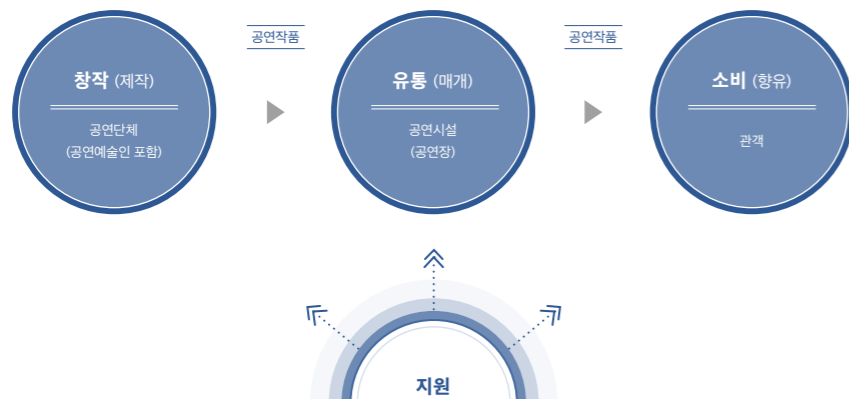 공연작품
공연작품
창작 (제작)
공연단체
(공연예술인 포함)
유통 (매개)
공연시설
(공연장)
소비 (향유)
관객
지원